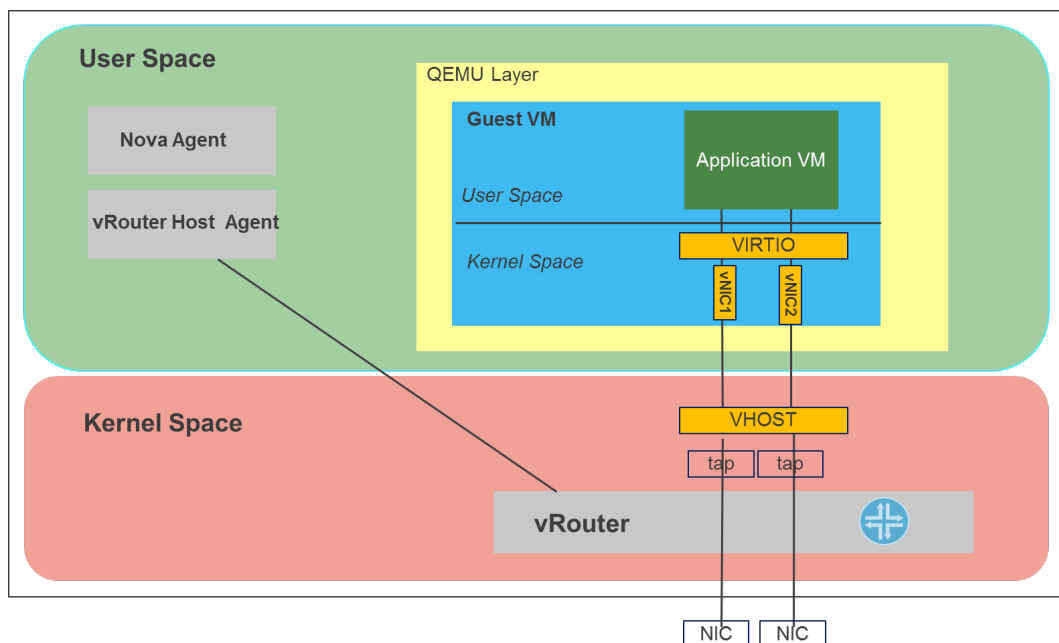 User Space
QEMU Layer
Guest VM
Nova Agent
Application VM
User Space
vRouter Host Agent
VIRTIO
Kernel Space
vNIC1
vNIC2
Kernel Space
VHOST
tap
tap
vRouter
NIC
NIC